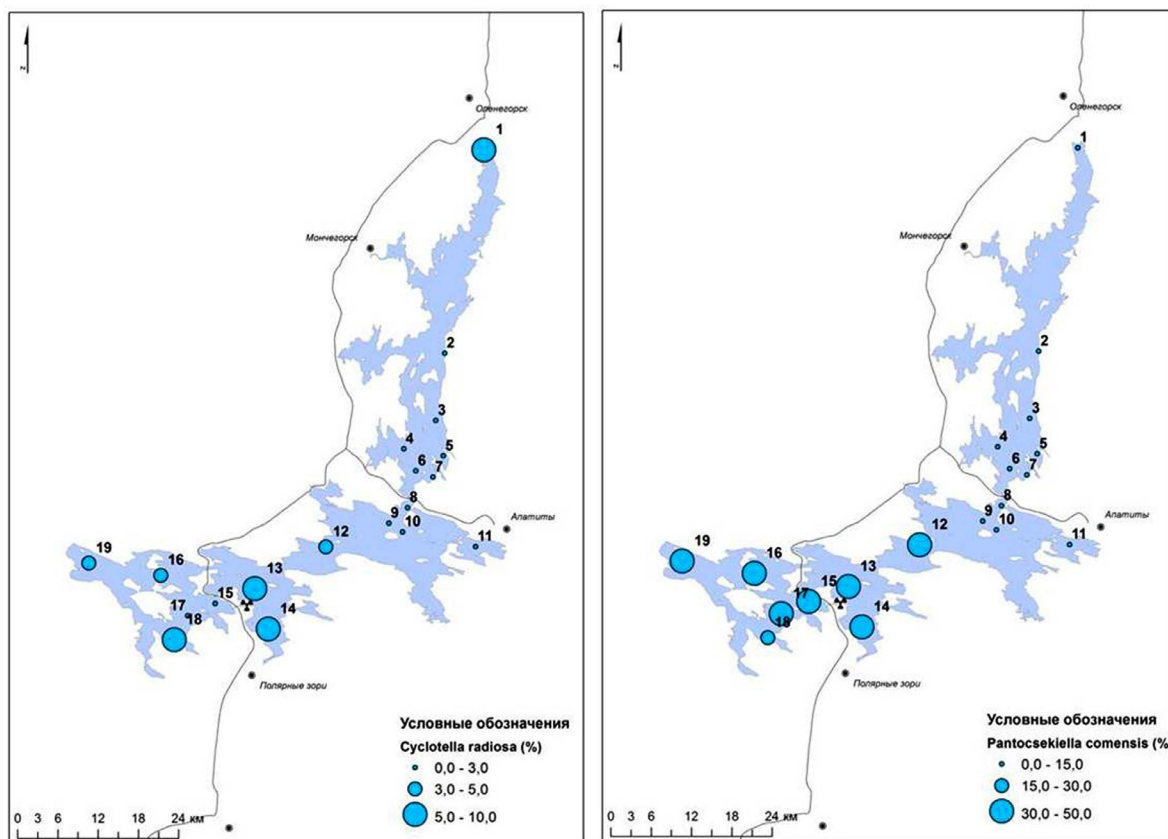 z
Оленегорск
1
Мончегорск
2
3
4
5
6
7
8
9
10
Апатиты
11
12
19
16
13
15
17
14
18
Полярные зори
Условные обозначения
Cyclotella radiosa (%)
0,0 - 3,0
3,0 - 5,0
5,0 - 10,0
0 3 6 12 18 24 км
z
Оленегорск
1
Мончегорск
2
3
4
5
6
7
8
9
10
Апатиты
11
12
19
16
13
15
17
14
18
Полярные зори
Условные обозначения
Pantocsekiella comensis (%
0,0 - 15,0
15,0 - 30,0
30,0 - 50,0
0 3 6 12 18 24 км